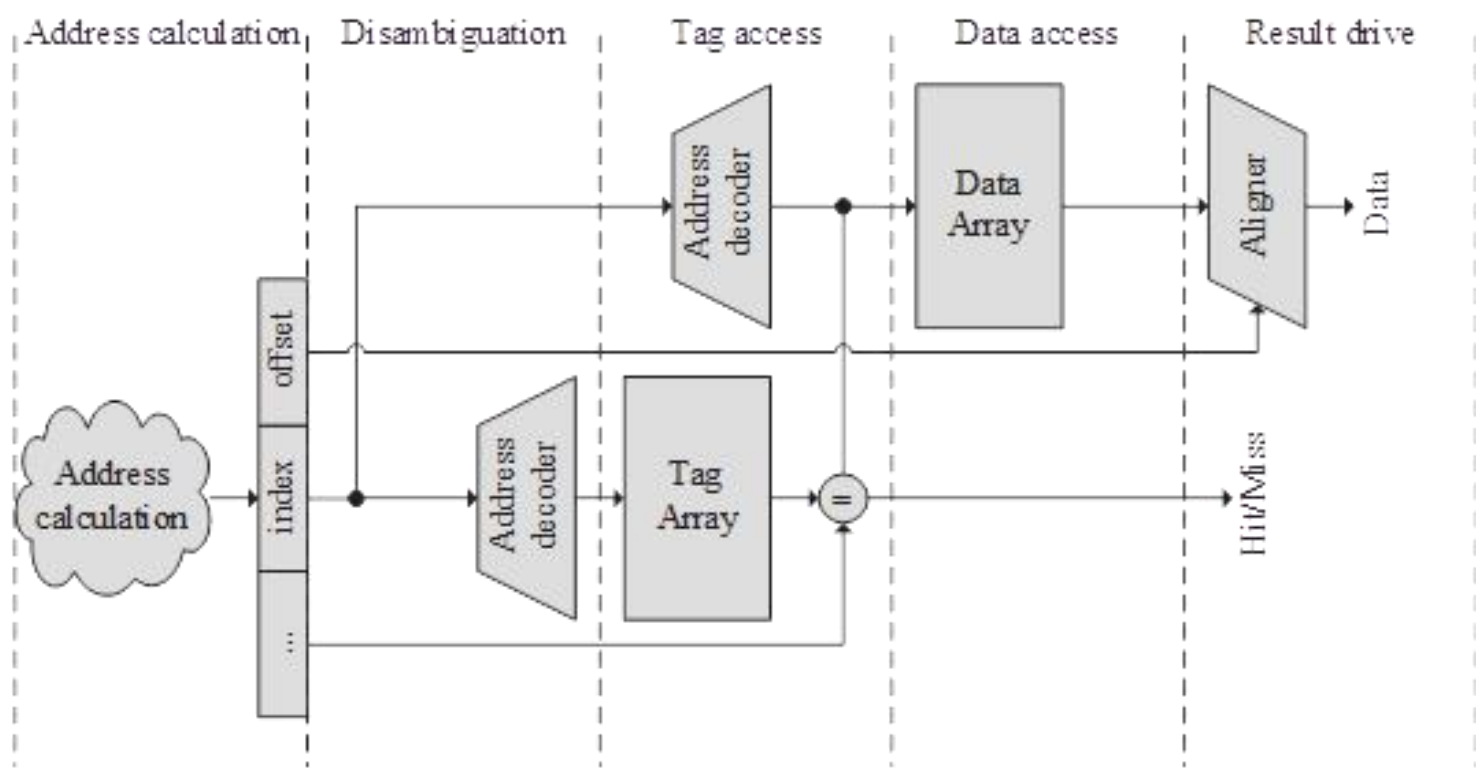 Address calculation
Disambiguation
Tag access
Data access
Result drive
Address
decoder
Data
Array
Aligner
Data
offset
index
...
Address
calculation
Address
decoder
Tag
Array
=
Hit/Miss